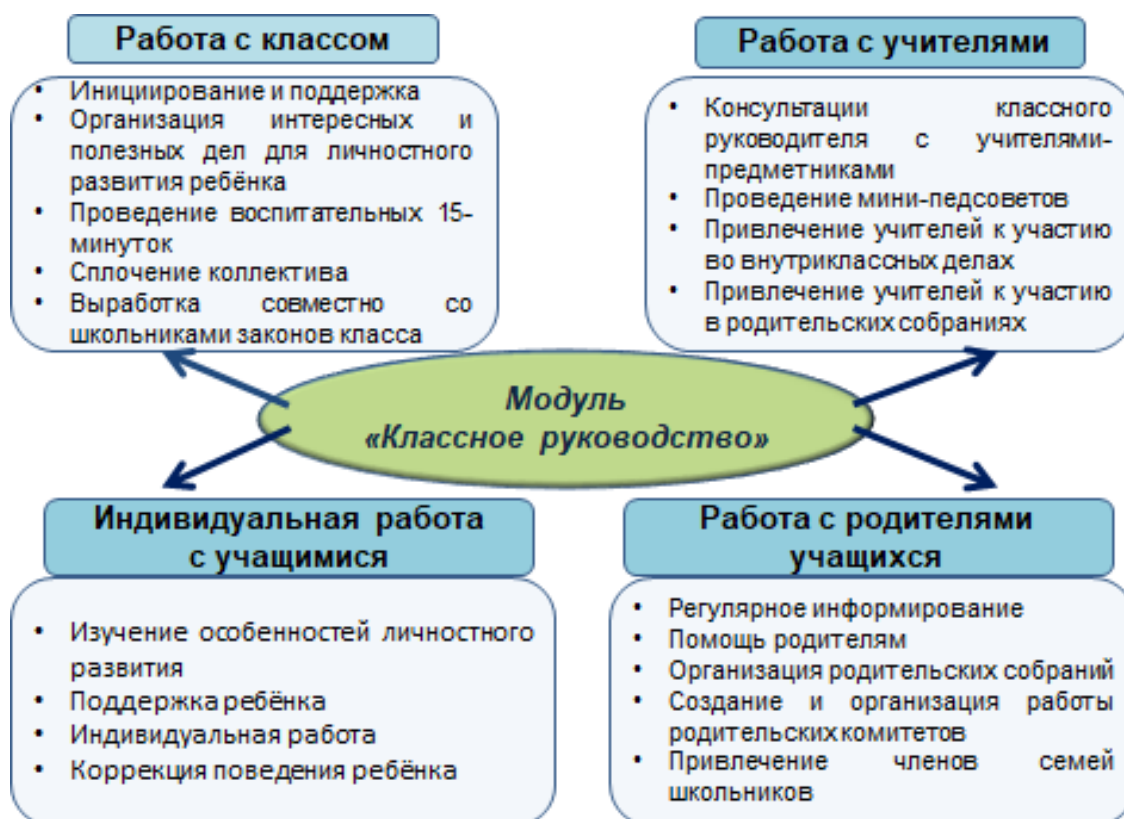 Работа с классом
• Инициирование и поддержка
• Организация интересных и
полезных дел для личностного
развития ребёнка
• Проведение воспитательных 15-
минуток
• Сплочение коллектива
• Выработка совместно со
школьниками законов класса
Работа с учителями
• Консультации классного
руководителя с учителями-
предметниками
• Проведение мини-педсоветов
• Привлечение учителей к участию
во внутриклассных делах
• Привлечение учителей к участию
в родительских собраниях
Модуль
«Классное руководство»
Индивидуальная работа
с учащимися
• Изучение особенностей личностного
развития
• Поддержка ребёнка
• Индивидуальная работа
• Коррекция поведения ребёнка
Работа с родителями
учащихся
• Регулярное информирование
• Помощь родителям
• Организация родительских собраний
• Создание и организация работы
родительских комитетов
• Привлечение членов семей
школьников